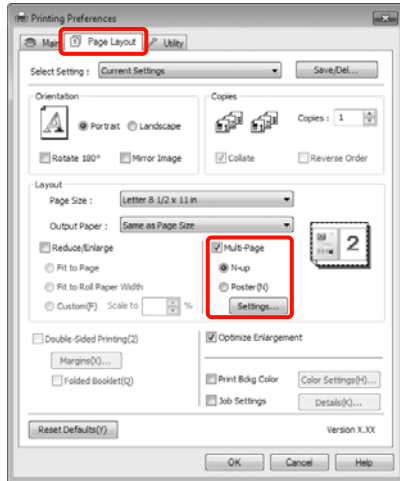 Printing Preferences
Main Page Layout Utility
Select Setting : Current Settings Save/Del...
Orientation Copies
A Portrait Landscape Copies : 1
Rotate 180° Mirror Image Collate Reverse Order
Layout
Page Size : Letter 8 1/2 x 11 in
Output Paper : Same as Page Size
Reduce/Enlarge Multi-Page 2
Fit to Page N-up
Fit to Roll Paper Width Poster(N)
Custom(F) Scale to % Settings...
Double-Sided Printing(2) Optimize Enlargement
Margins(X)...
Folded Booklet(Q) Print Bckg Color Color Settings(H)...
Job Settings Details(K)...
Reset Defaults(Y) Version X.XX
OK Cancel Help